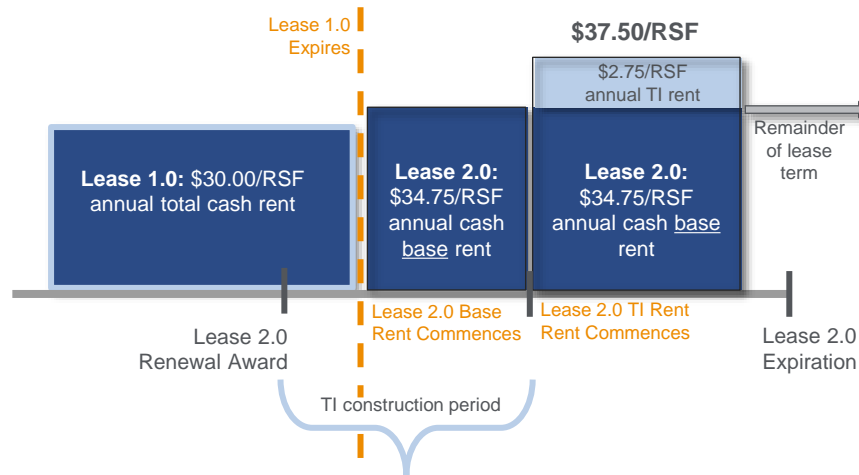 Lease 1.0
Expires
$37.50/RSF
$2.75/RSF
annual TI rent
Lease 1.0: $30.00/RSF
annual total cash rent
Lease 2.0:
$34.75/RSF
annual cash
base rent
Lease 2.0:
$34.75/RSF
annual cash base
rent
Remainder
of lease
term
Lease 2.0 Base
Rent Commences
Lease 2.0 TI Rent
Rent Commences
Lease 2.0
Renewal Award
Lease 2.0
Expiration
TI construction period